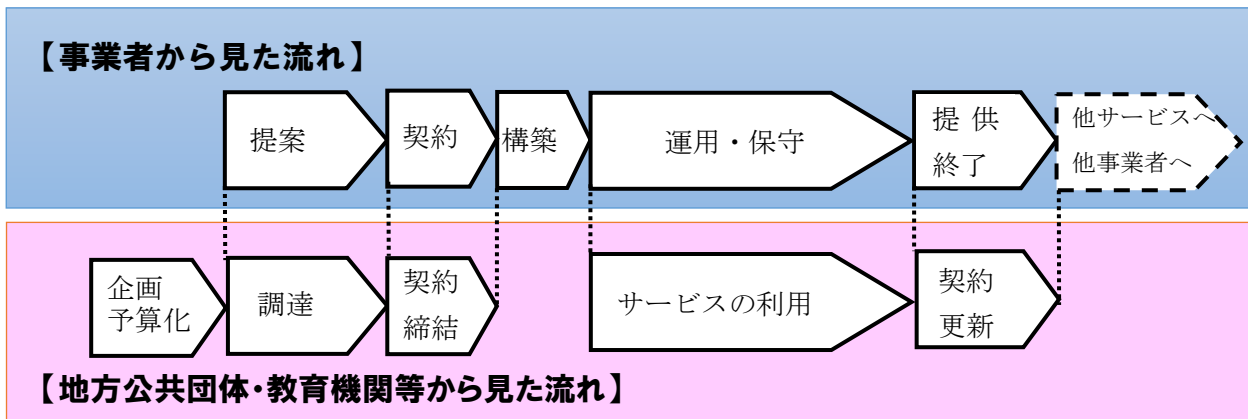 【事業者から見た流れ】
提案
契約
構築
運用・保守
提 供
終了
他サービスへ
他事業者へ
企画
予算化
調達
契約
締結
サービスの利用
契約
更新
【地方公共団体・教育機関等から見た流れ】